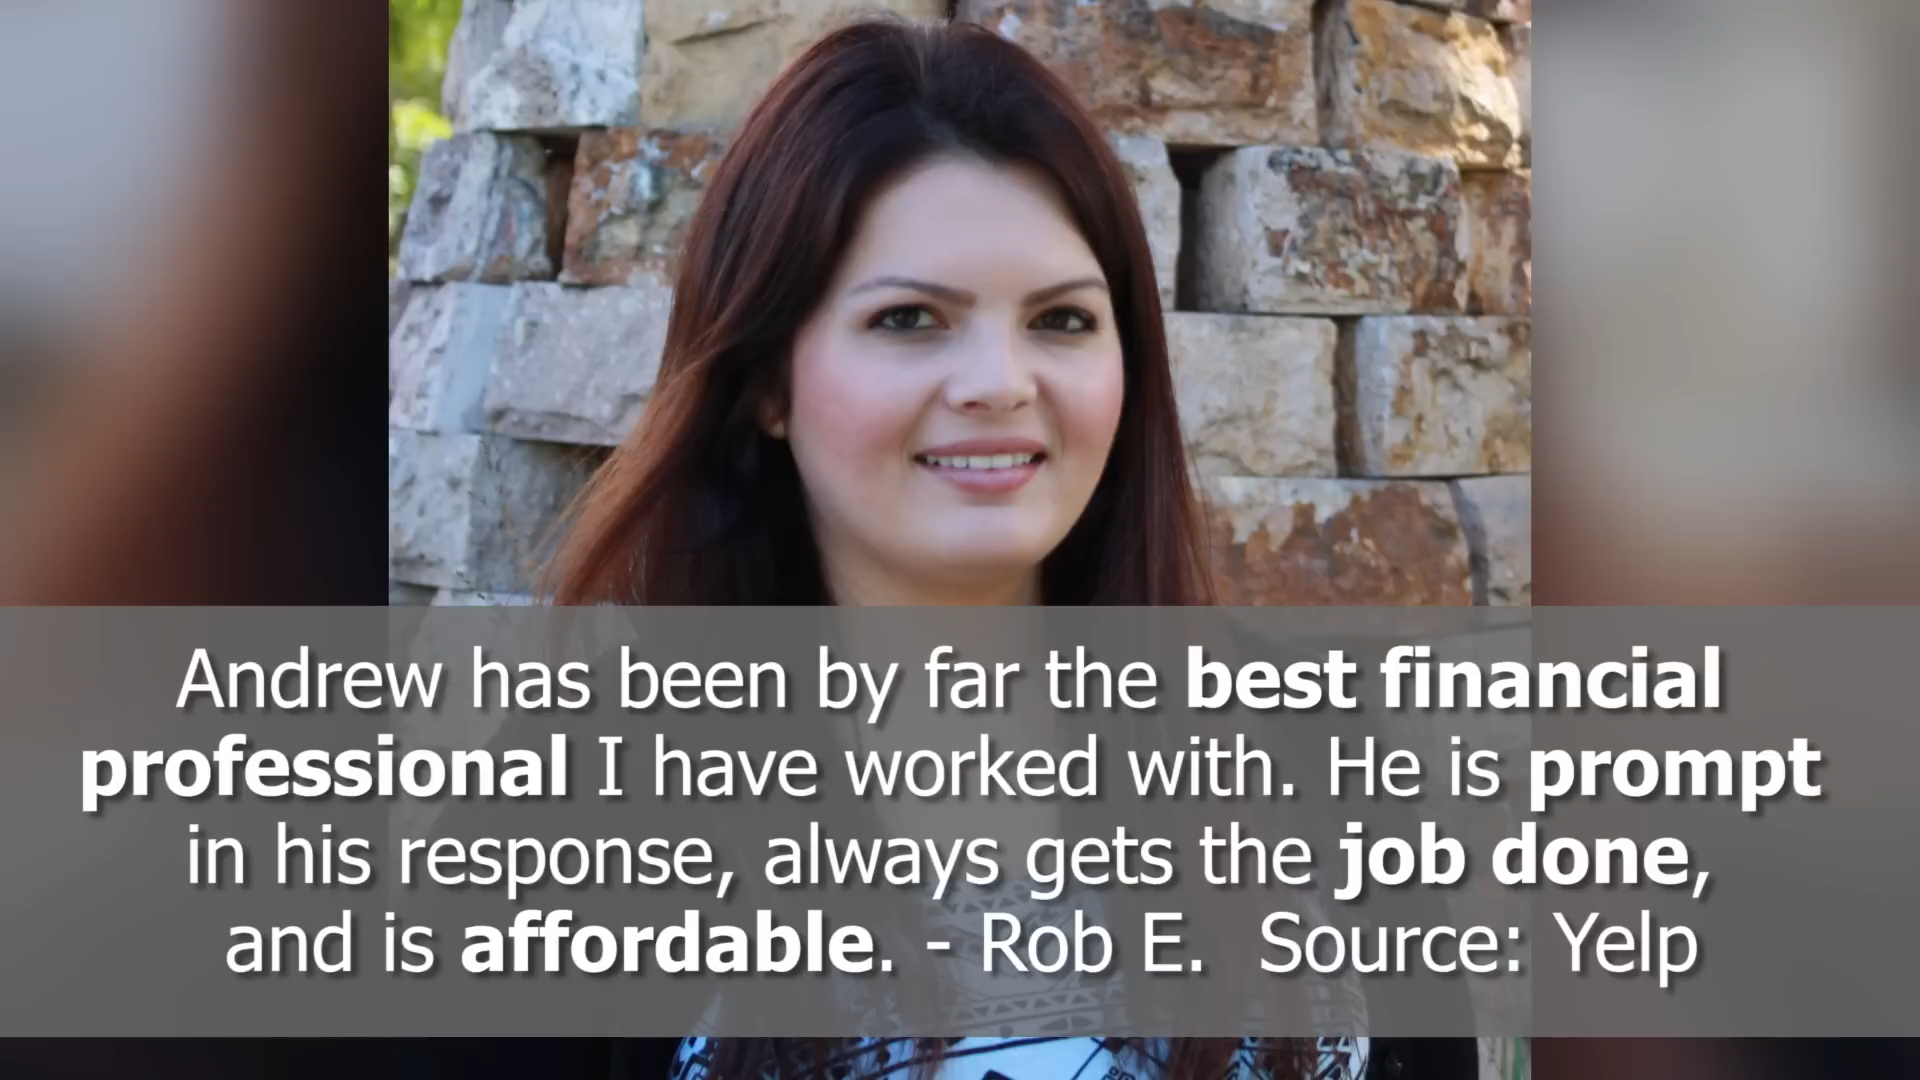 Andrew has been by far the best financial
professional I have worked with. He is prompt
in his response, always gets the job done,
and is affordable. - Rob E.  Source: Yelp